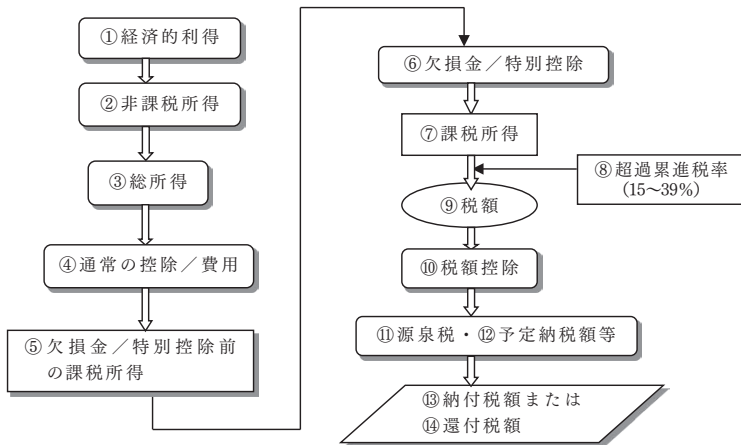 ①経済的利得
②非課税所得
③総所得
④通常の控除／費用
⑤欠損金／特別控除前
の課税所得
⑥欠損金／特別控除
⑦課税所得
⑧超過累進税率
(15～39%)
⑨税額
⑩税額控除
⑪源泉税・⑫予定納税額等
⑬納付税額または
⑭還付税額